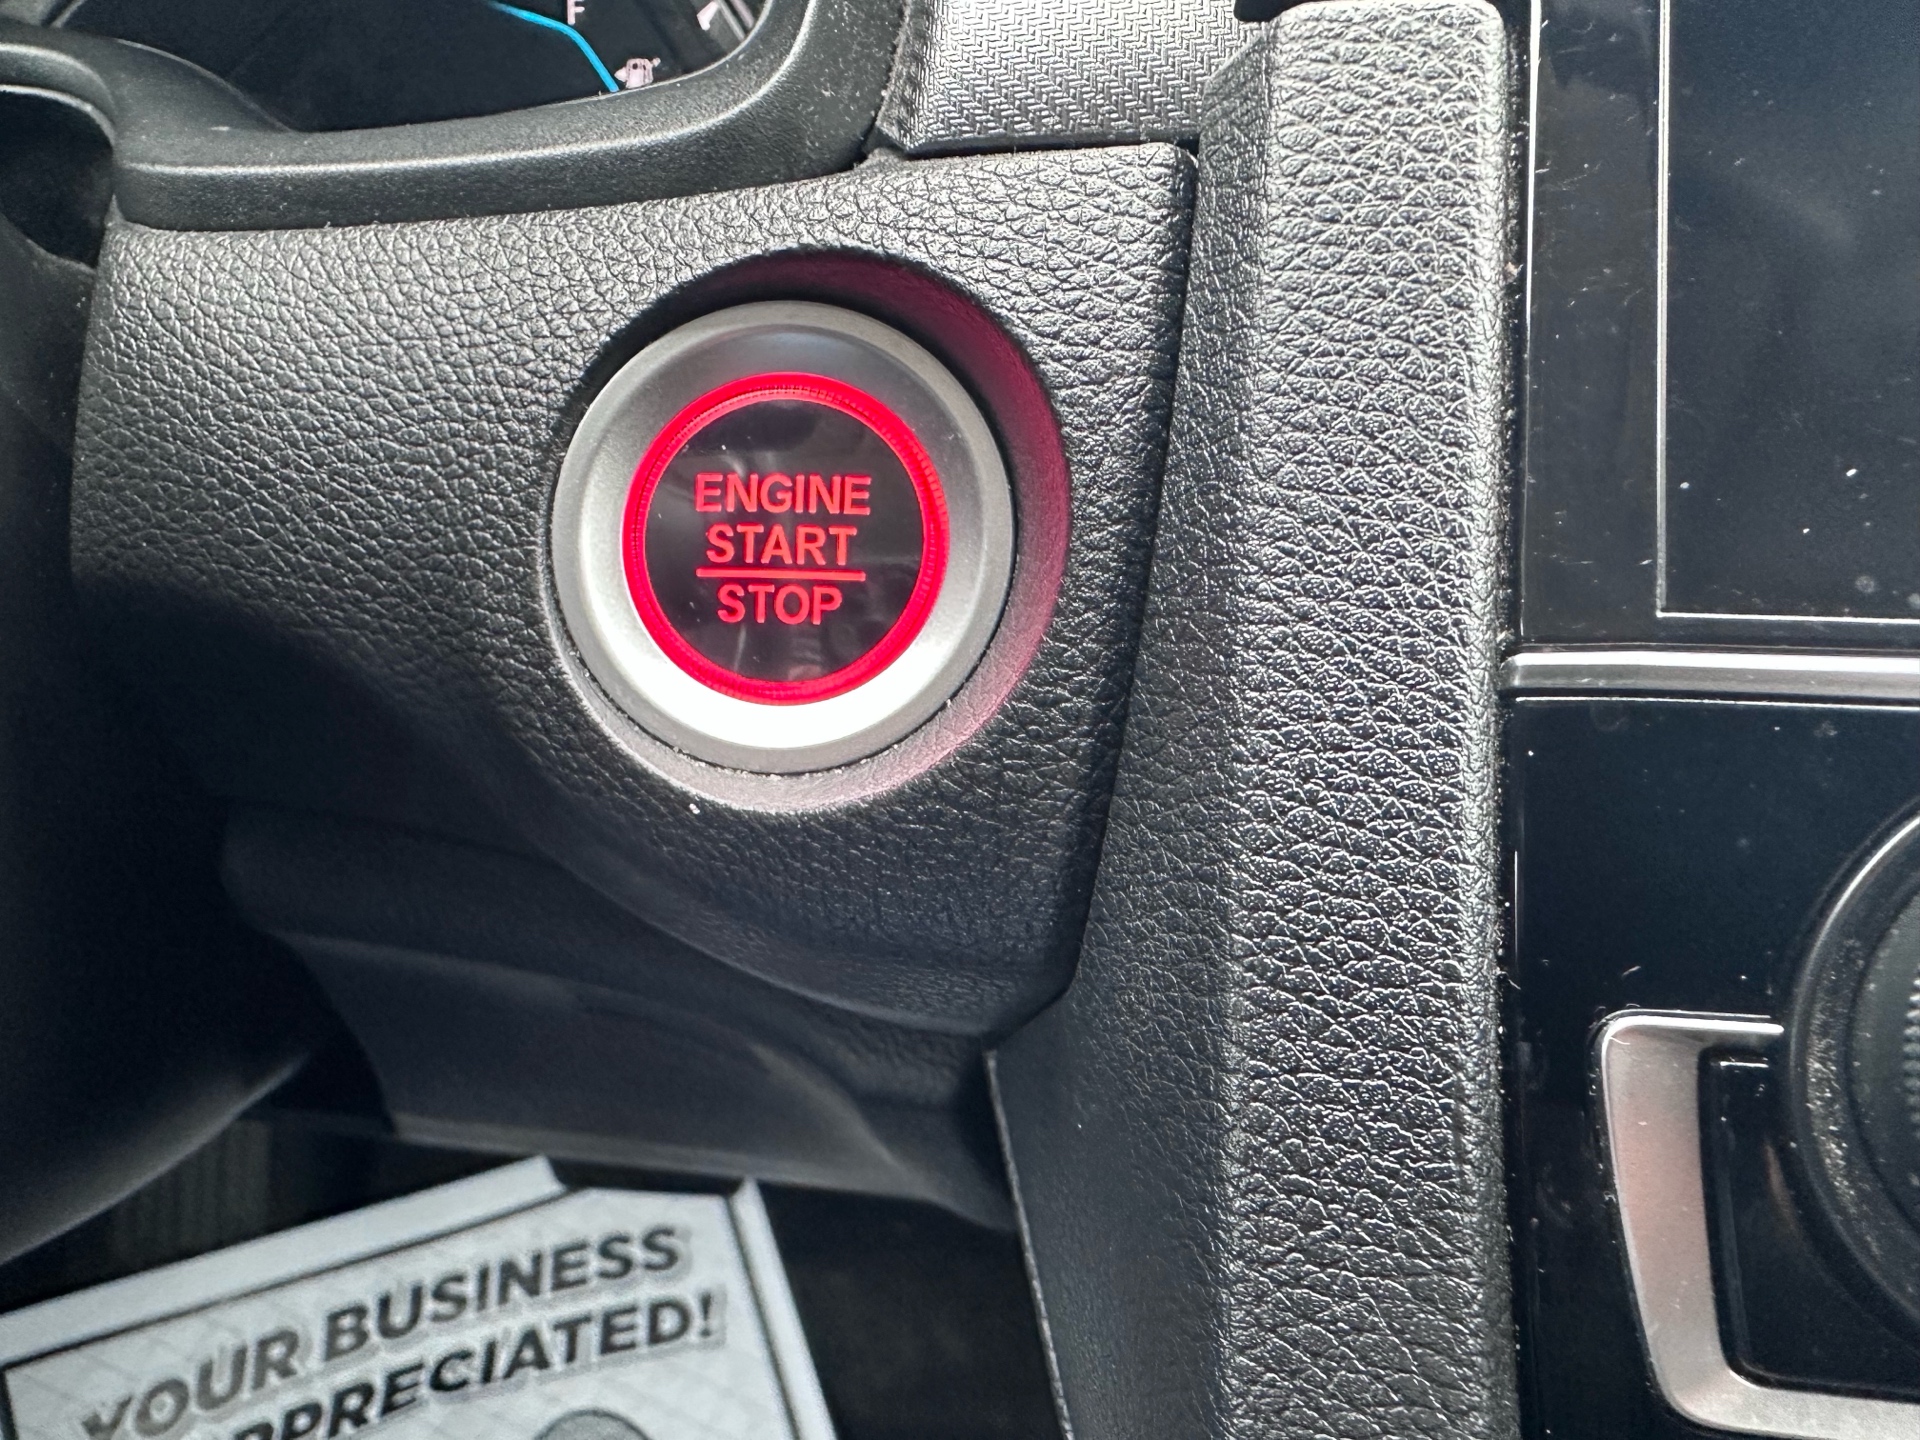 F
ENGINE
START
STOP
YOUR BUSINESS
APPRECIATED!